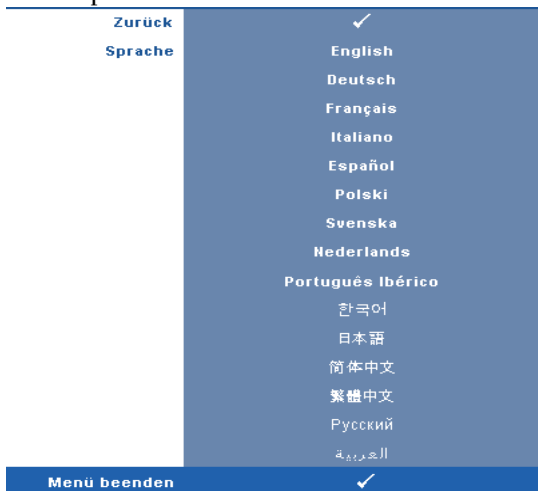 Zurück ✓
Sprache English
Deutsch
Français
Italiano
Español
Polski
Svenska
Nederlands
Português Ibérico
한국어
日本語
简体中文
繁體中文
Русский
العربية
Menü beenden ✓